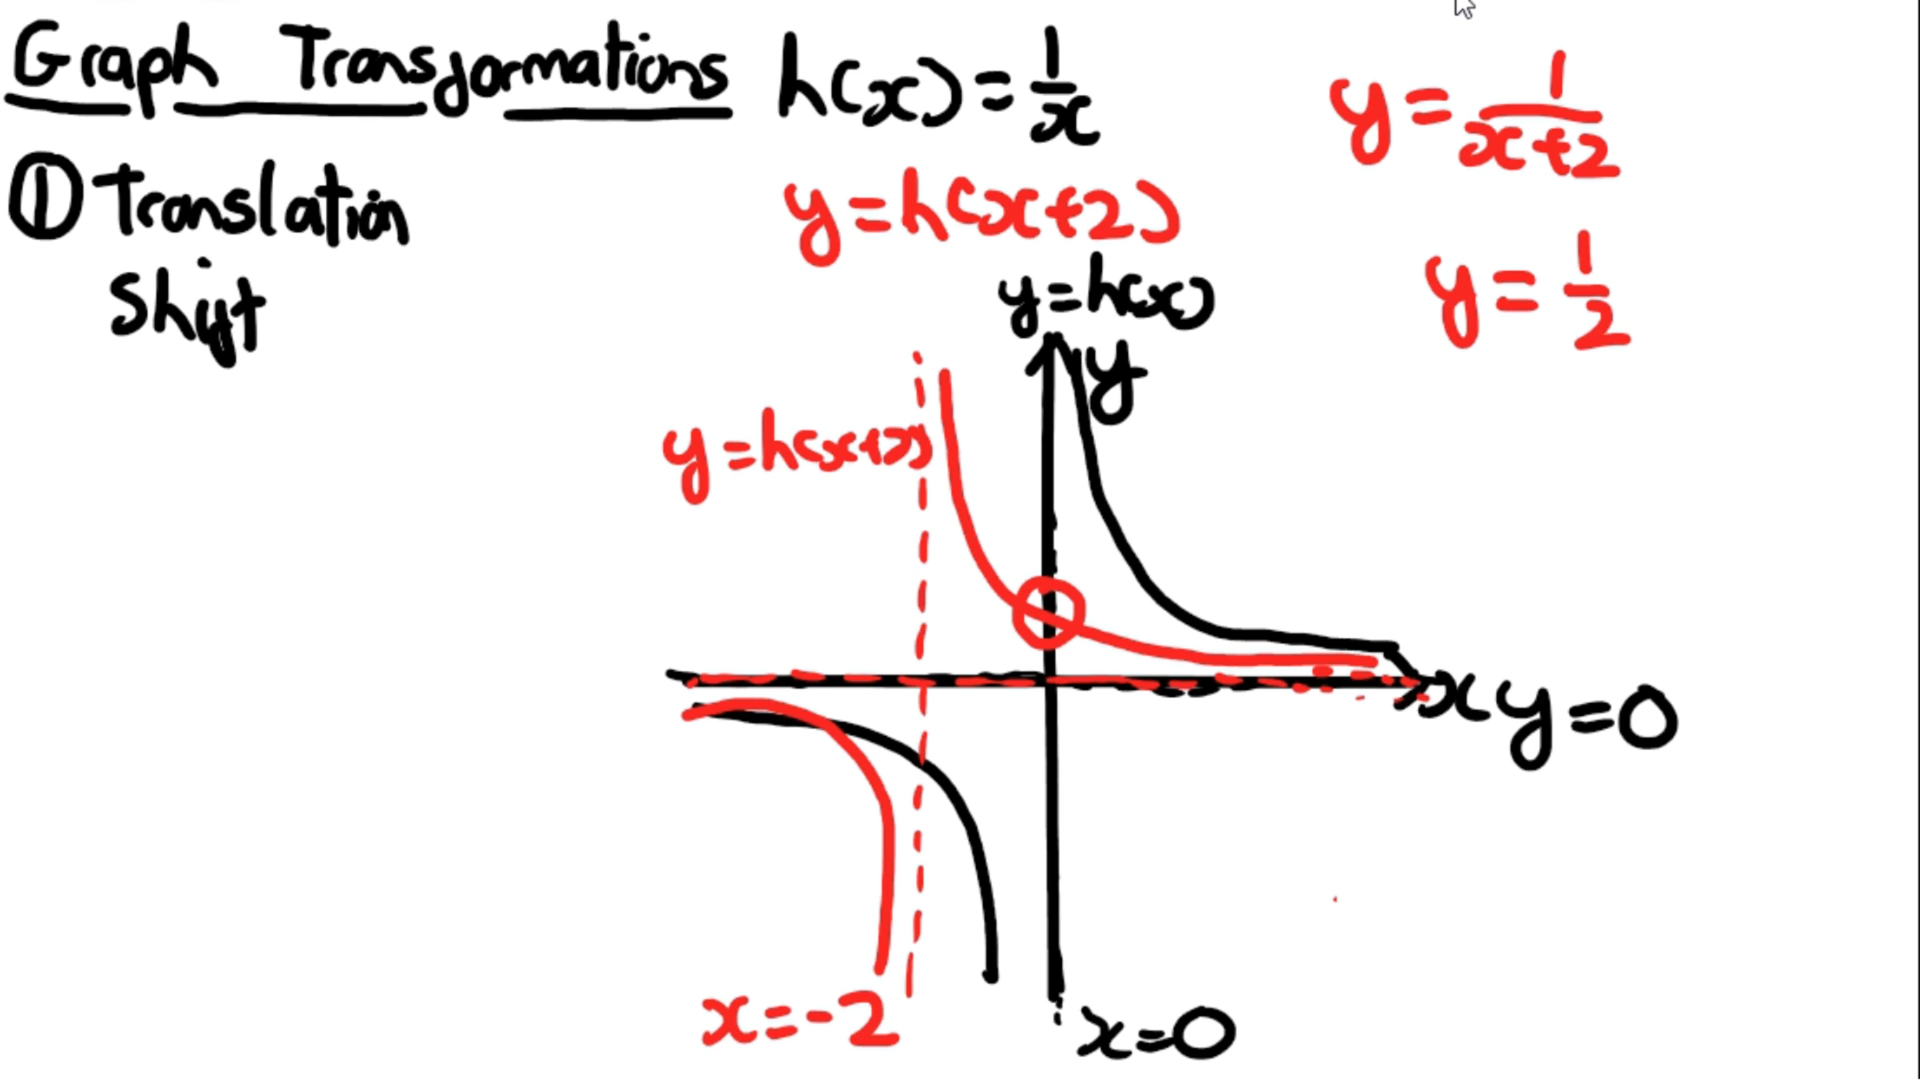 Graph Transformations h(x) = 1/x
y = 1/(x+2)
① Translation
y = h(x+2)
Shift
y = h(x)
y = 1/2
y
y = h(x+2)
x y = 0
x = -2
x = 0